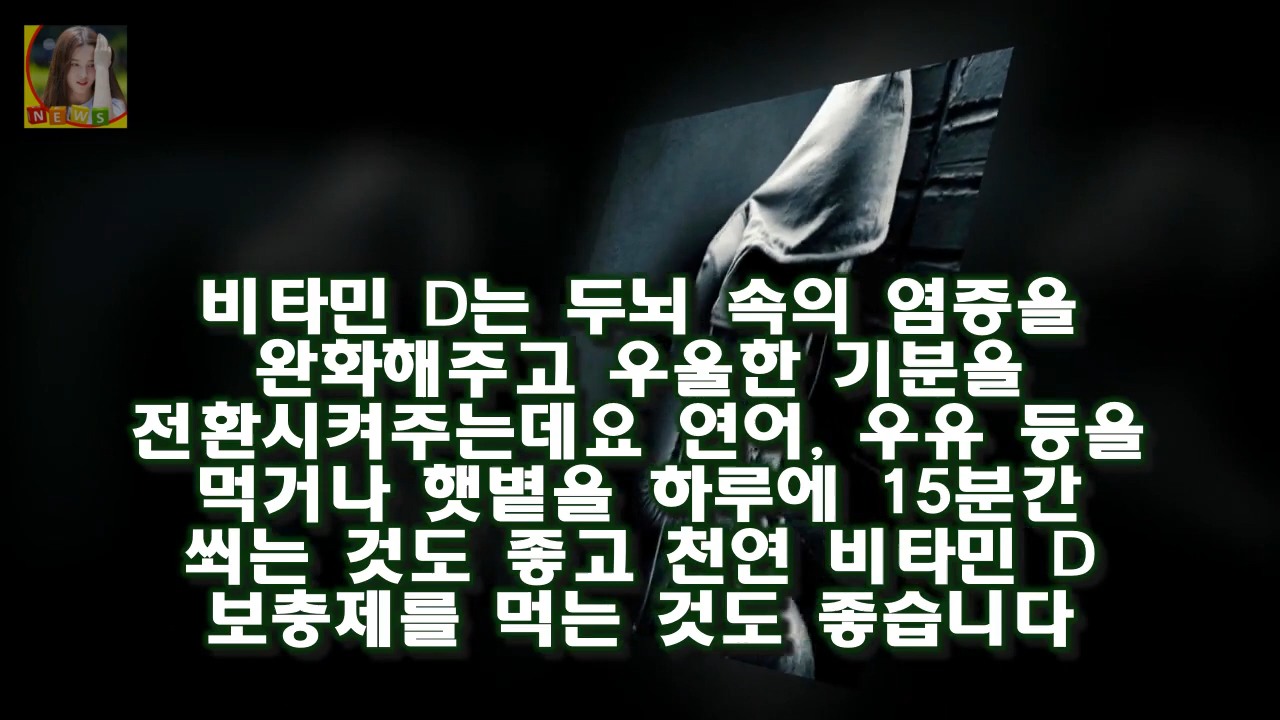 NEWS
비타민 D는 두뇌 속의 염증을
완화해주고 우울한 기분을
전환시켜주는데요 연어, 우유 등을
먹거나 햇볕을 하루에 15분간
쐬는 것도 좋고 천연 비타민 D
보충제를 먹는 것도 좋습니다